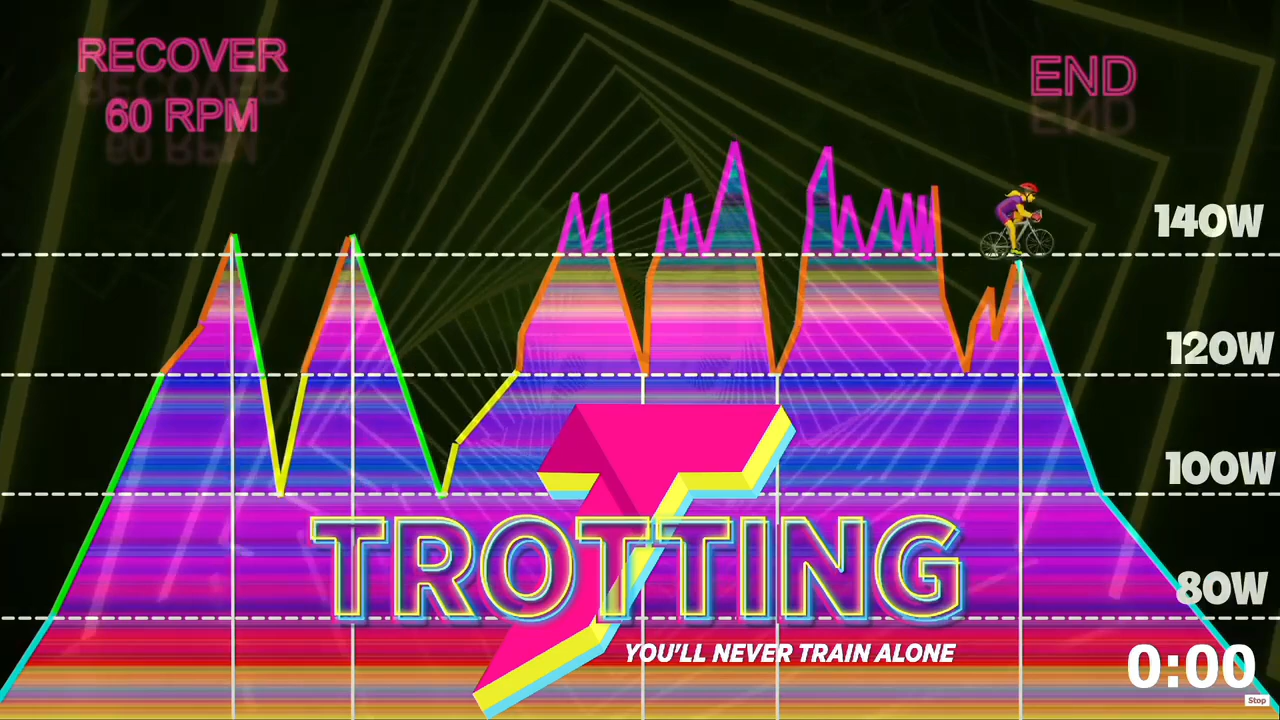 RECOVER
60 RPM
END
140W
120W
100W
80W
TROTTING
YOU'LL NEVER TRAIN ALONE
0:00
Stop